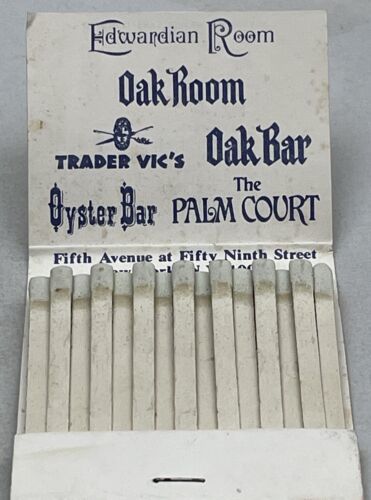 Edwardian Room
Oak Room
TRADER VIC'S
Oak Bar
Oyster Bar
The
PALM COURT
Fifth Avenue at Fifty Ninth Street